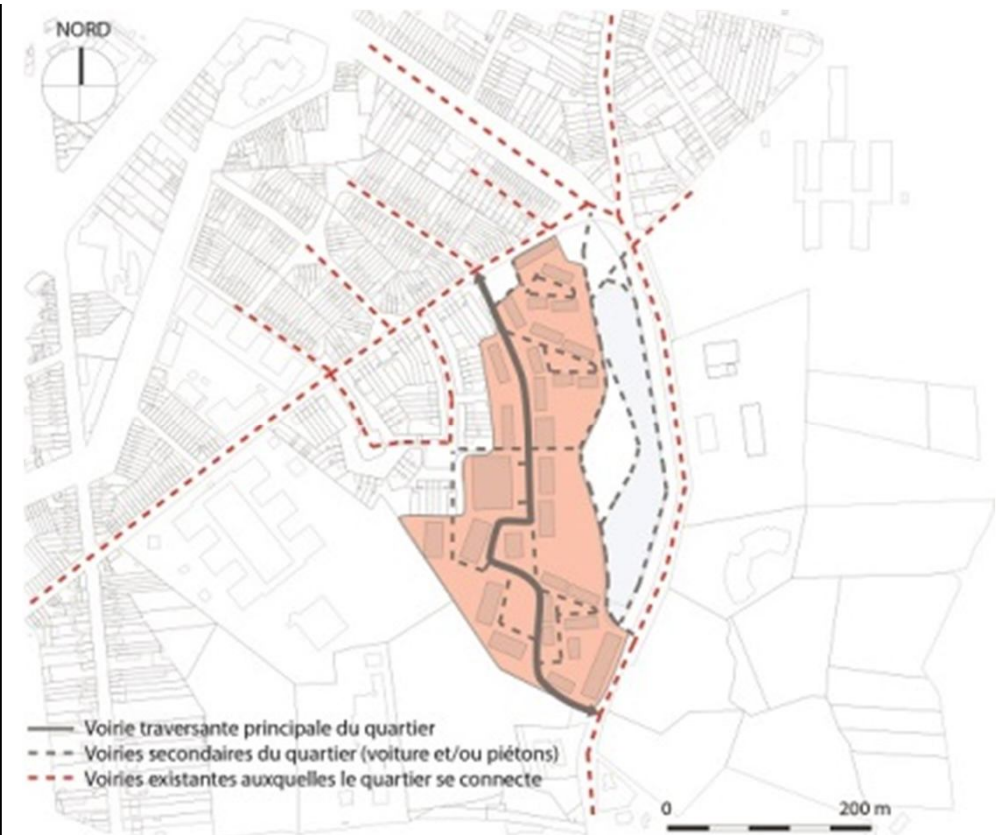 NORD
Voirie traversante principale du quartier
Voiries secondaires du quartier (voiture et/ou piétons)
Voiries existantes auxquelles le quartier se connecte
0 200 m